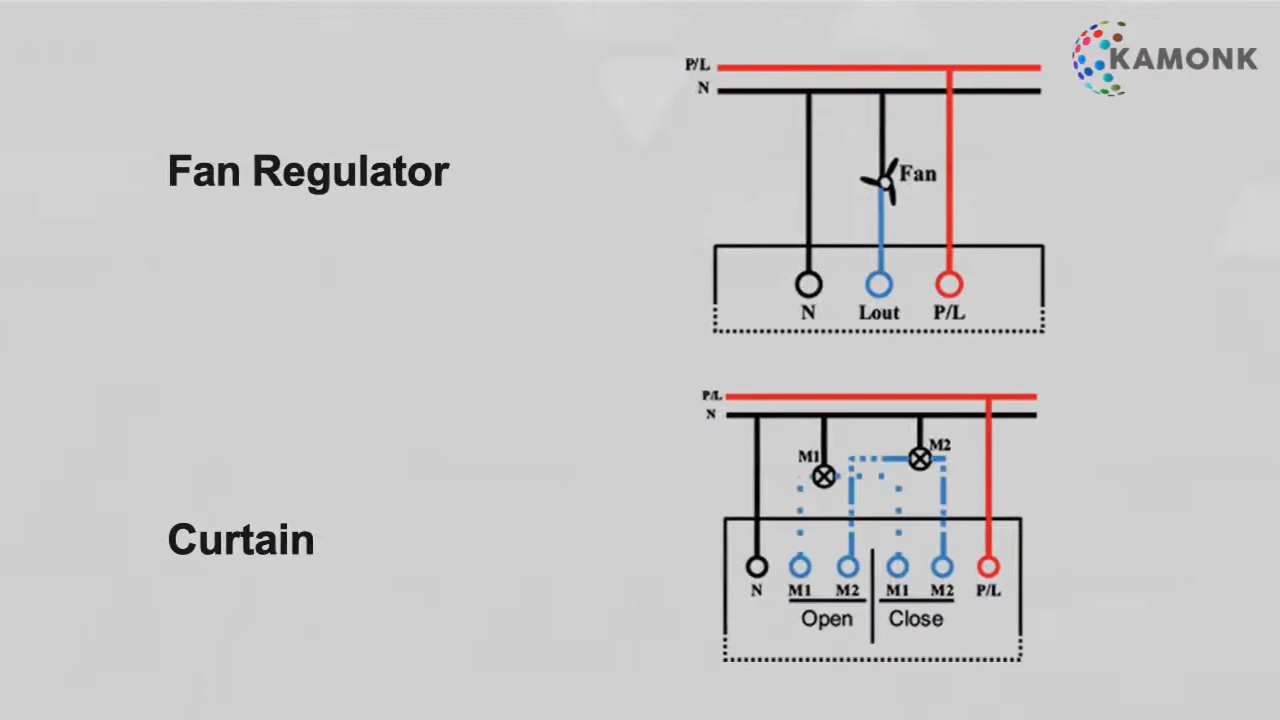 KAMONK
P/L
N
Fan Regulator
Fan
N Lout P/L
P/L
N
M1 M2
Curtain
N M1 M2 M1 M2 P/L
Open Close